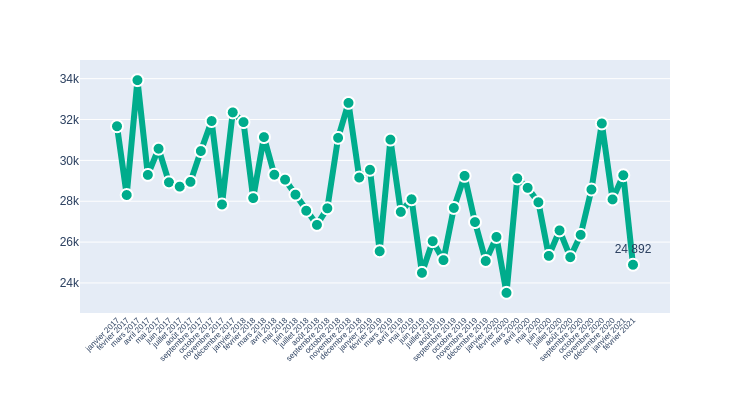 34k
32k
30k
28k
26k
24k
24 892
janvier 2017
février 2017
mars 2017
avril 2017
mai 2017
juin 2017
juillet 2017
août 2017
septembre 2017
octobre 2017
novembre 2017
décembre 2017
janvier 2018
février 2018
mars 2018
avril 2018
mai 2018
juin 2018
juillet 2018
août 2018
septembre 2018
octobre 2018
novembre 2018
décembre 2018
janvier 2019
février 2019
mars 2019
avril 2019
mai 2019
juin 2019
juillet 2019
août 2019
septembre 2019
octobre 2019
novembre 2019
décembre 2019
janvier 2020
février 2020
mars 2020
avril 2020
mai 2020
juin 2020
juillet 2020
août 2020
septembre 2020
octobre 2020
novembre 2020
décembre 2020
janvier 2021
février 2021